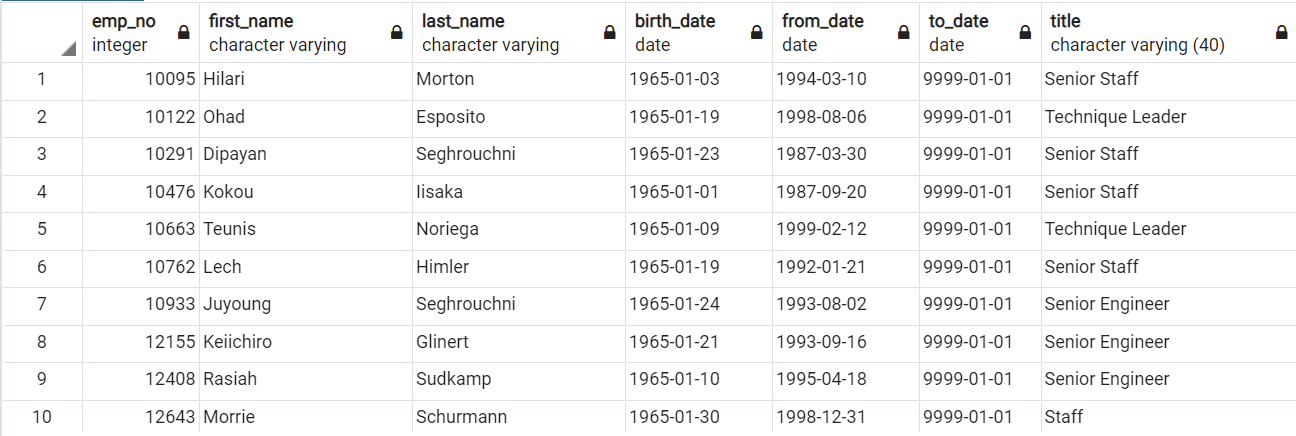 emp_no first_name last_name birth_date from_date to_date title
integer character varying character varying date date date character varying (40)
1 10095 Hilari Morton 1965-01-03 1994-03-10 9999-01-01 Senior Staff
2 10122 Ohad Esposito 1965-01-19 1998-08-06 9999-01-01 Technique Leader
3 10291 Dipayan Seghrouchni 1965-01-23 1987-03-30 9999-01-01 Senior Staff
4 10476 Kokou Iisaka 1965-01-01 1987-09-20 9999-01-01 Senior Staff
5 10663 Teunis Noriega 1965-01-09 1999-02-12 9999-01-01 Technique Leader
6 10762 Lech Himler 1965-01-19 1992-01-21 9999-01-01 Senior Staff
7 10933 Juyoung Seghrouchni 1965-01-24 1993-08-02 9999-01-01 Senior Engineer
8 12155 Keiichiro Glinert 1965-01-21 1993-09-16 9999-01-01 Senior Engineer
9 12408 Rasiah Sudkamp 1965-01-10 1995-04-18 9999-01-01 Senior Engineer
10 12643 Morrie Schurmann 1965-01-30 1998-12-31 9999-01-01 Staff